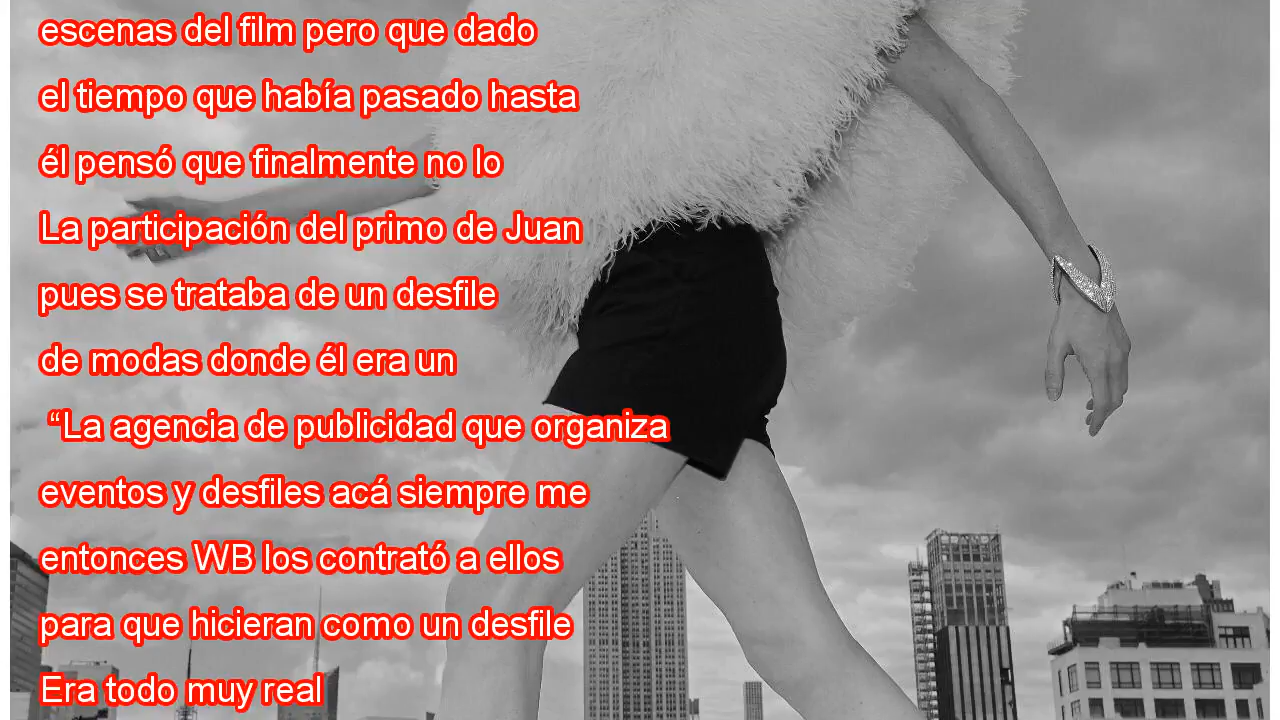 escenas del film pero que dado
el tiempo que había pasado hasta
él pensó que finalmente no lo
La participación del primo de Juan
pues se trataba de un desfile
de modas donde él era un
“La agencia de publicidad que organiza
eventos y desfiles acá siempre me
entonces WB los contrató a ellos
para que hicieran como un desfile
Era todo muy real